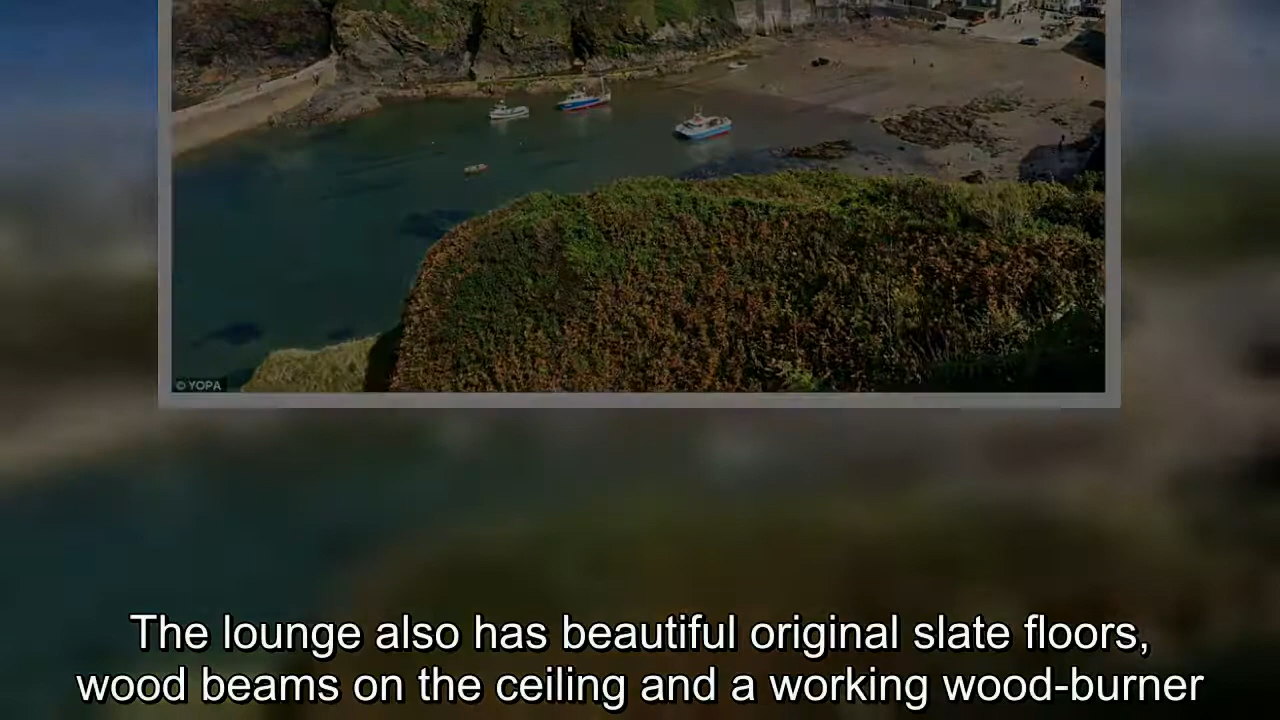 © YOPA
The lounge also has beautiful original slate floors,
wood beams on the ceiling and a working wood-burner